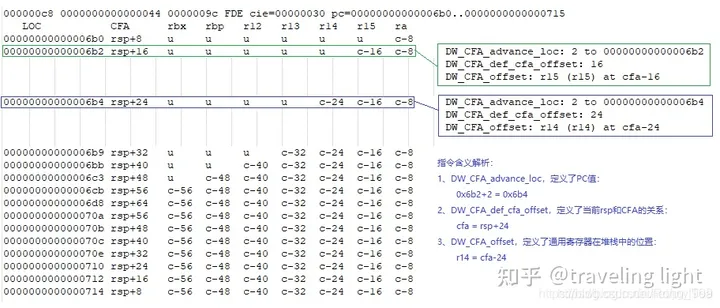 000000c8 0000000000000044 0000009c FDE cie=00000030 pc=00000000000006b0..0000000000000715
LOC CFA rbx rbp r12 r13 r14 r15 ra
00000000000006b0 rsp+8 u u u u u u c-8
00000000000006b2 rsp+16 u u u u u c-16 c-8
DW_CFA_advance_loc: 2 to 00000000000006b2
DW_CFA_def_cfa_offset: 16
DW_CFA_offset: r15 (r15) at cfa-16
00000000000006b4 rsp+24 u u u u c-24 c-16 c-8
DW_CFA_advance_loc: 2 to 00000000000006b4
DW_CFA_def_cfa_offset: 24
DW_CFA_offset: r14 (r14) at cfa-24
00000000000006b9 rsp+32 u u u c-32 c-24 c-16 c-8
00000000000006bb rsp+40 u u c-40 c-32 c-24 c-16 c-8
00000000000006c3 rsp+48 u c-48 c-40 c-32 c-24 c-16 c-8
00000000000006cb rsp+56 c-56 c-48 c-40 c-32 c-24 c-16 c-8
00000000000006d8 rsp+64 c-56 c-48 c-40 c-32 c-24 c-16 c-8
000000000000070a rsp+56 c-56 c-48 c-40 c-32 c-24 c-16 c-8
000000000000070b rsp+48 c-56 c-48 c-40 c-32 c-24 c-16 c-8
000000000000070c rsp+40 c-56 c-48 c-40 c-32 c-24 c-16 c-8
000000000000070e rsp+32 c-56 c-48 c-40 c-32 c-24 c-16 c-8
0000000000000710 rsp+24 c-56 c-48 c-40 c-32 c-24 c-16 c-8
0000000000000712 rsp+16 c-56 c-48 c-40 c-32 c-24 c-16 c-8
0000000000000714 rsp+8 c-56 c-48 c-40 c-32 c-24 c-16 c-8
指令含义解析:
1、DW_CFA_advance_loc,定义了PC值:
0x6b2+2 = 0x6b4
2、DW_CFA_def_cfa_offset,定义了当前rsp和CFA的关系:
cfa = rsp+24
3、DW_CFA_offset,定义了通用寄存器在堆栈中的位置:
r14 = cfa-24
知乎 @traveling light